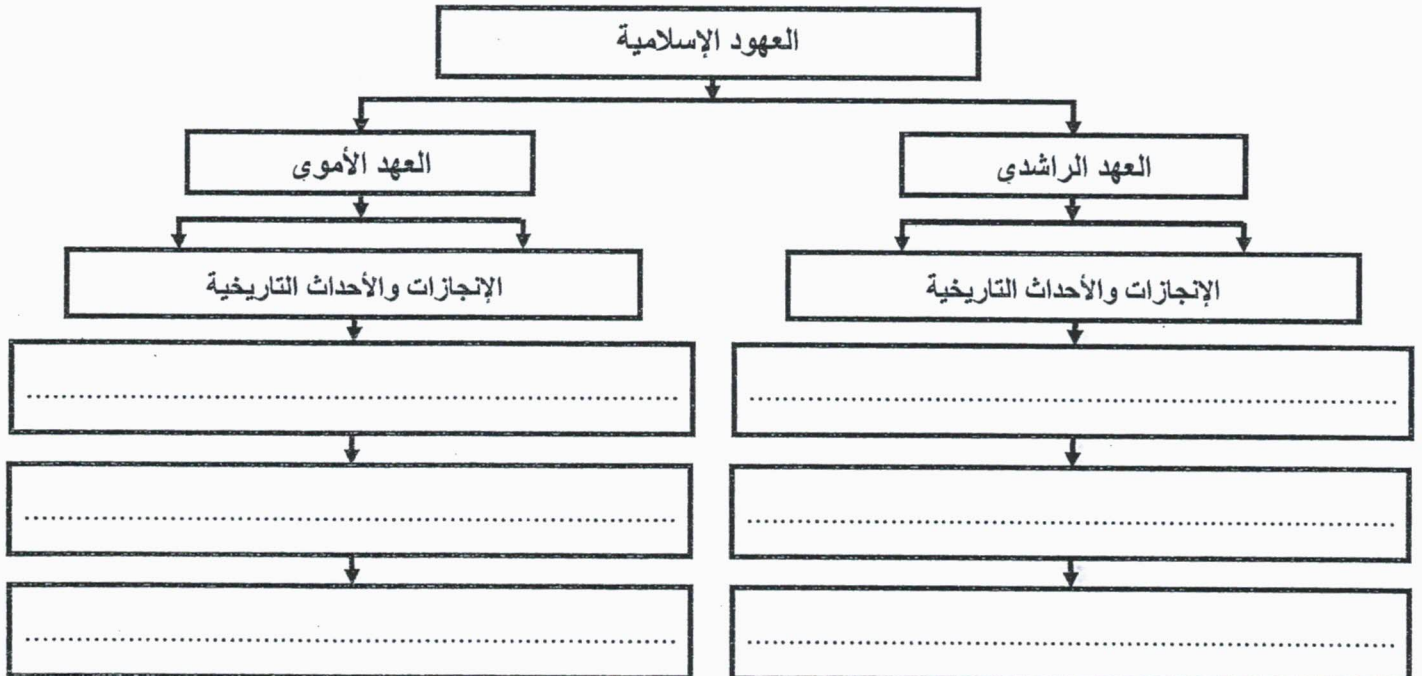 العهود الإسلامية
العهد الراشدي
العهد الأموي
الإنجازات والأحداث التاريخية
الإنجازات والأحداث التاريخية